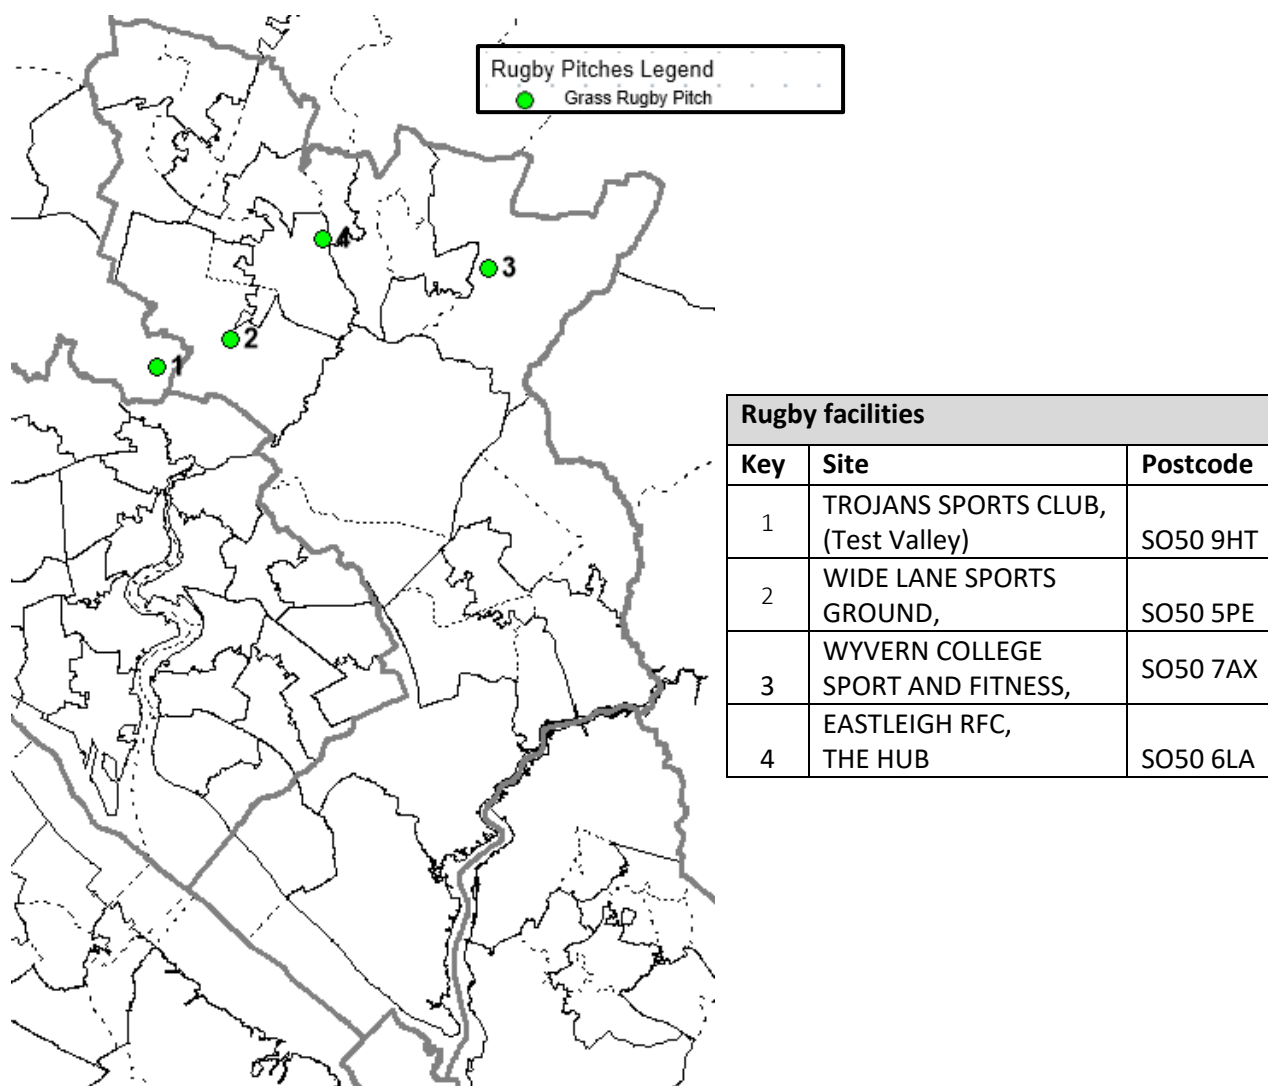 Rugby Pitches Legend
Grass Rugby Pitch
4
3
2
1
Rugby facilities
Key Site Postcode
1 TROJANS SPORTS CLUB,
(Test Valley) SO50 9HT
2 WIDE LANE SPORTS
GROUND, SO50 5PE
WYVERN COLLEGE
3 SPORT AND FITNESS, SO50 7AX
EASTLEIGH RFC,
4 THE HUB SO50 6LA